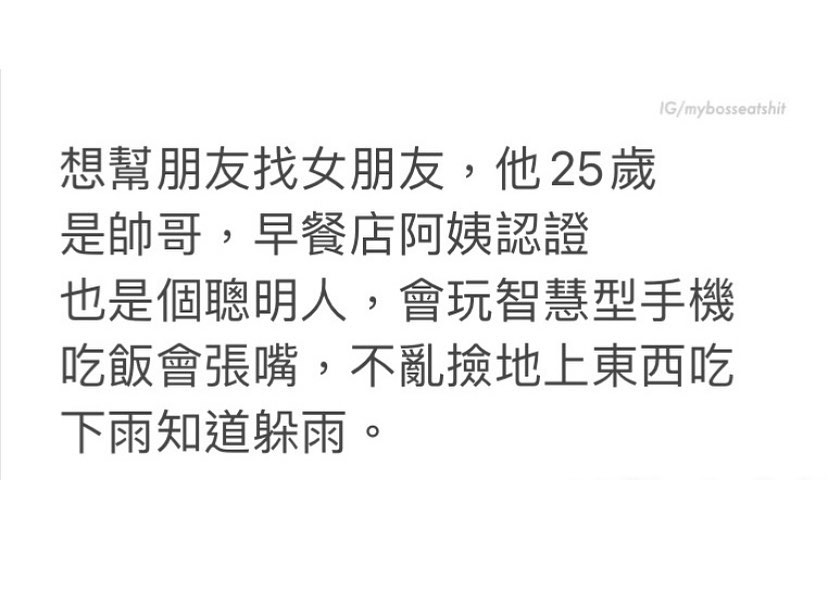 IG/mybosseatshit
想幫朋友找女朋友，他25歲
是帥哥，早餐店阿姨認證
也是個聰明人，會玩智慧型手機
吃飯會張嘴，不亂撿地上東西吃
下雨知道躲雨。